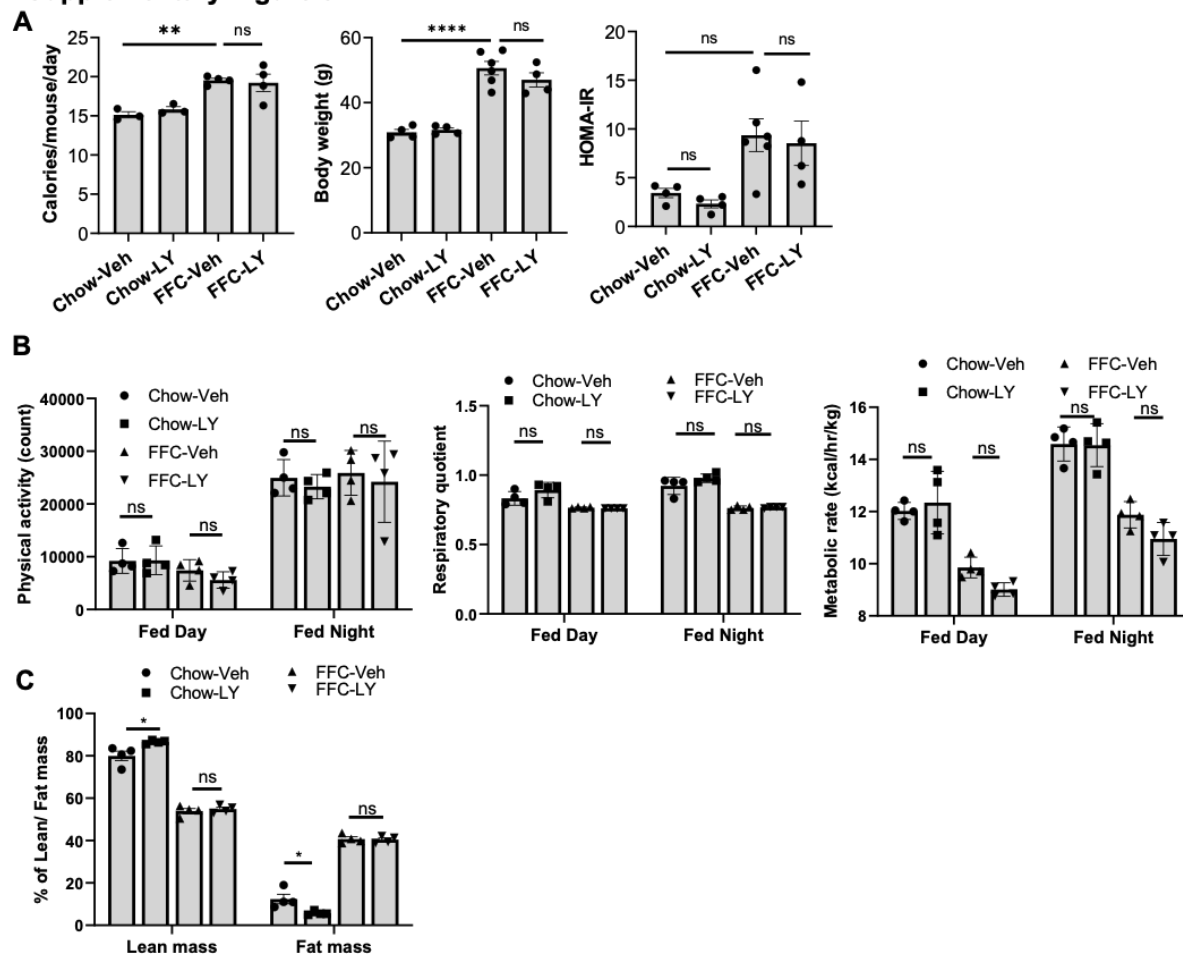 A
Calories/mouse/day
25
20
15
10
5
0
**
ns
Chow-Veh
Chow-LY
FFC-Veh
FFC-LY
Body weight (g)
60
40
20
0
****
ns
Chow-Veh
Chow-LY
FFC-Veh
FFC-LY
HOMA-IR
20
15
10
5
0
ns
ns
ns
Chow-Veh
Chow-LY
FFC-Veh
FFC-LY
B
Chow-Veh
Chow-LY
FFC-Veh
FFC-LY
Physical activity (count)
40000
30000
20000
10000
0
ns
ns
ns
ns
Fed Day
Fed Night
Chow-Veh
Chow-LY
FFC-Veh
FFC-LY
Respiratory quotient
1.5
1.0
0.5
0.0
ns
ns
ns
ns
Fed Day
Fed Night
Chow-Veh
Chow-LY
FFC-Veh
FFC-LY
Metabolic rate (kcal/hr/kg)
16
14
12
10
8
ns
ns
ns
ns
Fed Day
Fed Night
C
Chow-Veh
Chow-LY
FFC-Veh
FFC-LY
% of Lean/ Fat mass
100
80
60
40
20
0
*
ns
*
ns
Lean mass
Fat mass